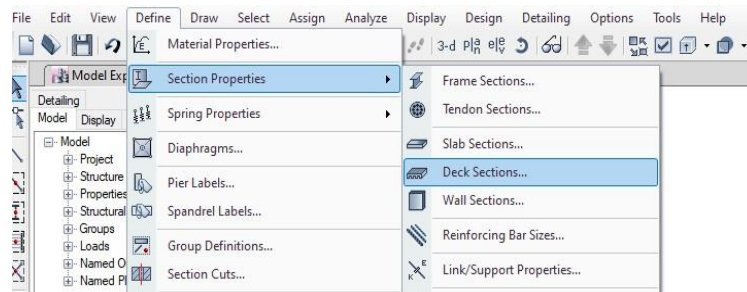 File Edit View Define Draw Select Assign Analyze Display Design Detailing Options Tools Help
3-d
Model Exp
Detailing
Model Display
Model
Project
Structure
Properties
Structural
Groups
Loads
Named O
Named Pl
Material Properties...
Section Properties
Spring Properties
Diaphragms...
Pier Labels...
Spandrel Labels...
Group Definitions...
Section Cuts...
Frame Sections...
Tendon Sections...
Slab Sections...
Deck Sections...
Wall Sections...
Reinforcing Bar Sizes...
Link/Support Properties...